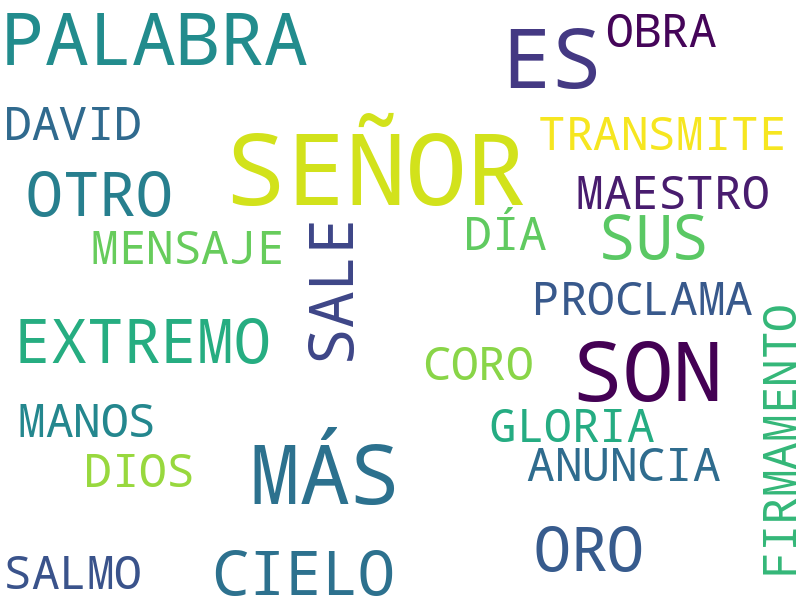 PALABRA
ES
OBRA
DAVID
SEÑOR
TRANSMITE
OTRO
MAESTRO
MENSAJE
SALE
DÍA
SUS
PROCLAMA
EXTREMO
CORO
SON
FIRMAMENTO
MANOS
GLORIA
DIOS
MÁS
ANUNCIA
SALMO
CIELO
ORO